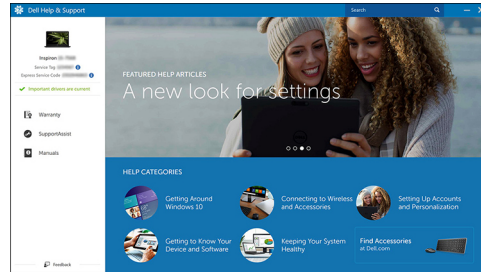 Dell Help & Support
Search
Inspiron
Service Tag
Express Service Code
Important drivers are current
Warranty
SupportAssist
Manuals
Feedback
FEATURED HELP ARTICLES
A new look for settings
HELP CATEGORIES
Getting Around
Windows 10
Connecting to Wireless
and Accessories
Setting Up Accounts
and Personalization
Getting to Know Your
Device and Software
Keeping Your System
Healthy
Find Accessories
at Dell.com